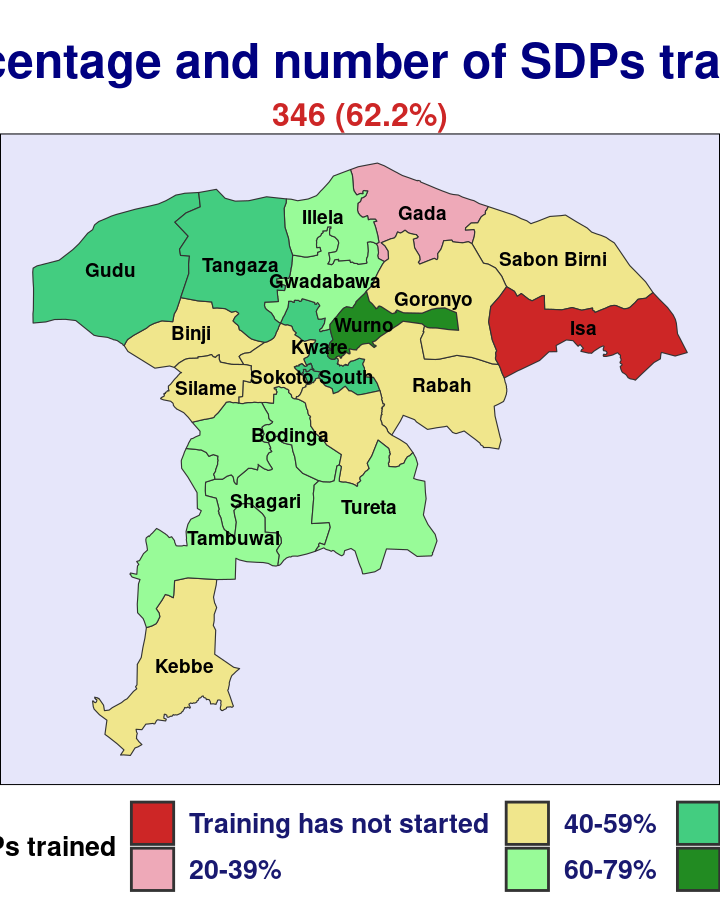 centage and number of SDPs tra
346 (62.2%)
Illela
Gada
Gudu
Tangaza
Sabon Birni
Gwadabawa
Goronyo
Binji
Wurno
Isa
Kware
Silame
Sokoto South
Rabah
Bodinga
Shagari
Tureta
Tambuwal
Kebbe
Ps trained
Training has not started
40-59%
20-39%
60-79%